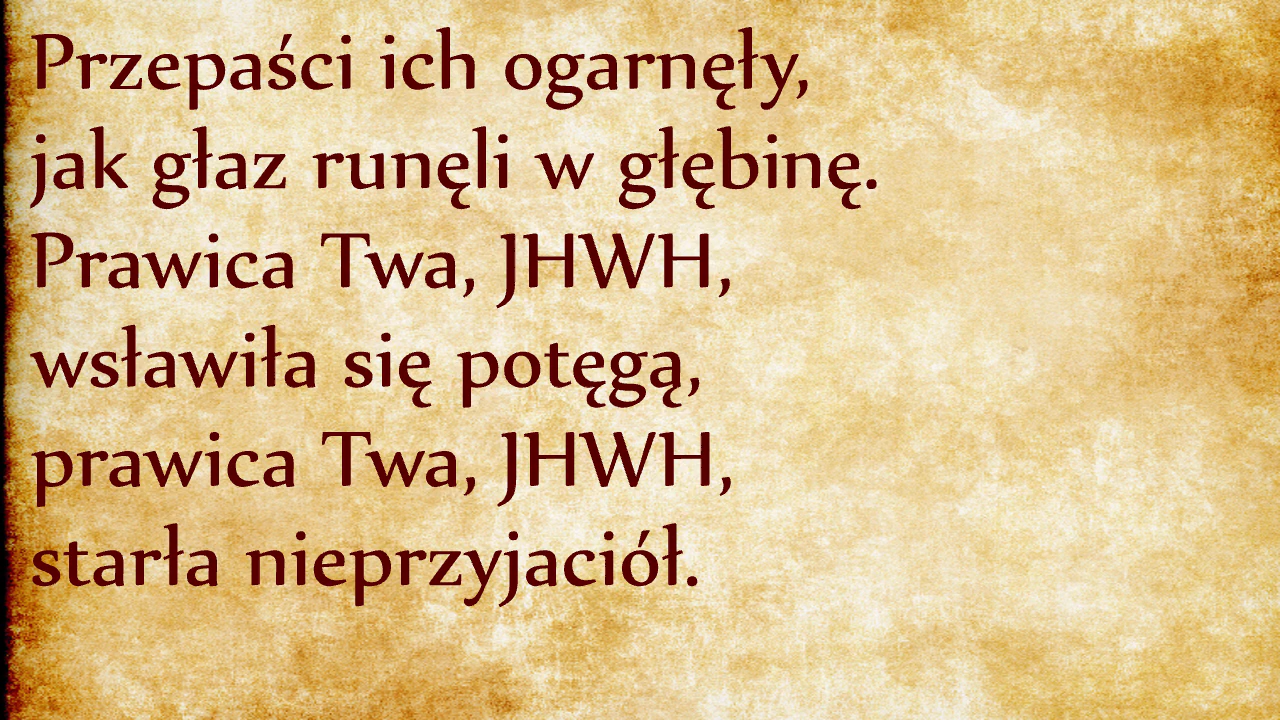 Przepaści ich ogarnęły,
jak głaz runęli w głębinę.
Prawica Twa, JHWH,
wsławiła się potęgą,
prawica Twa, JHWH,
starła nieprzyjaciół.